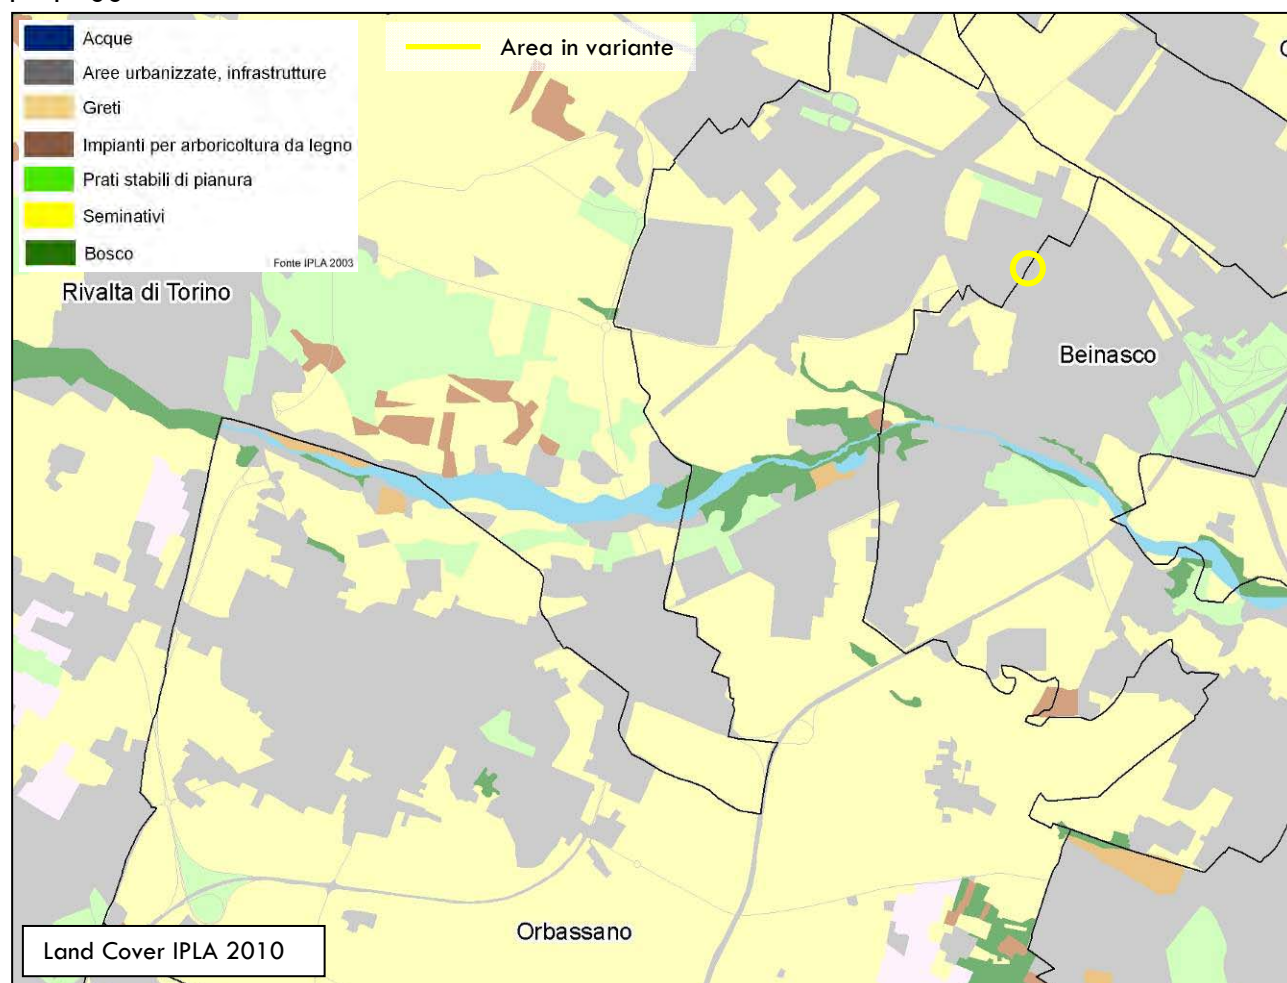 Acque
Aree urbanizzate, infrastrutture
Greti
Impianti per arboricoltura da legno
Prati stabili di pianura
Seminativi
Bosco
Fonte IPLA 2003
Area in variante
Rivalta di Torino
Beinasco
Orbassano
Land Cover IPLA 2010